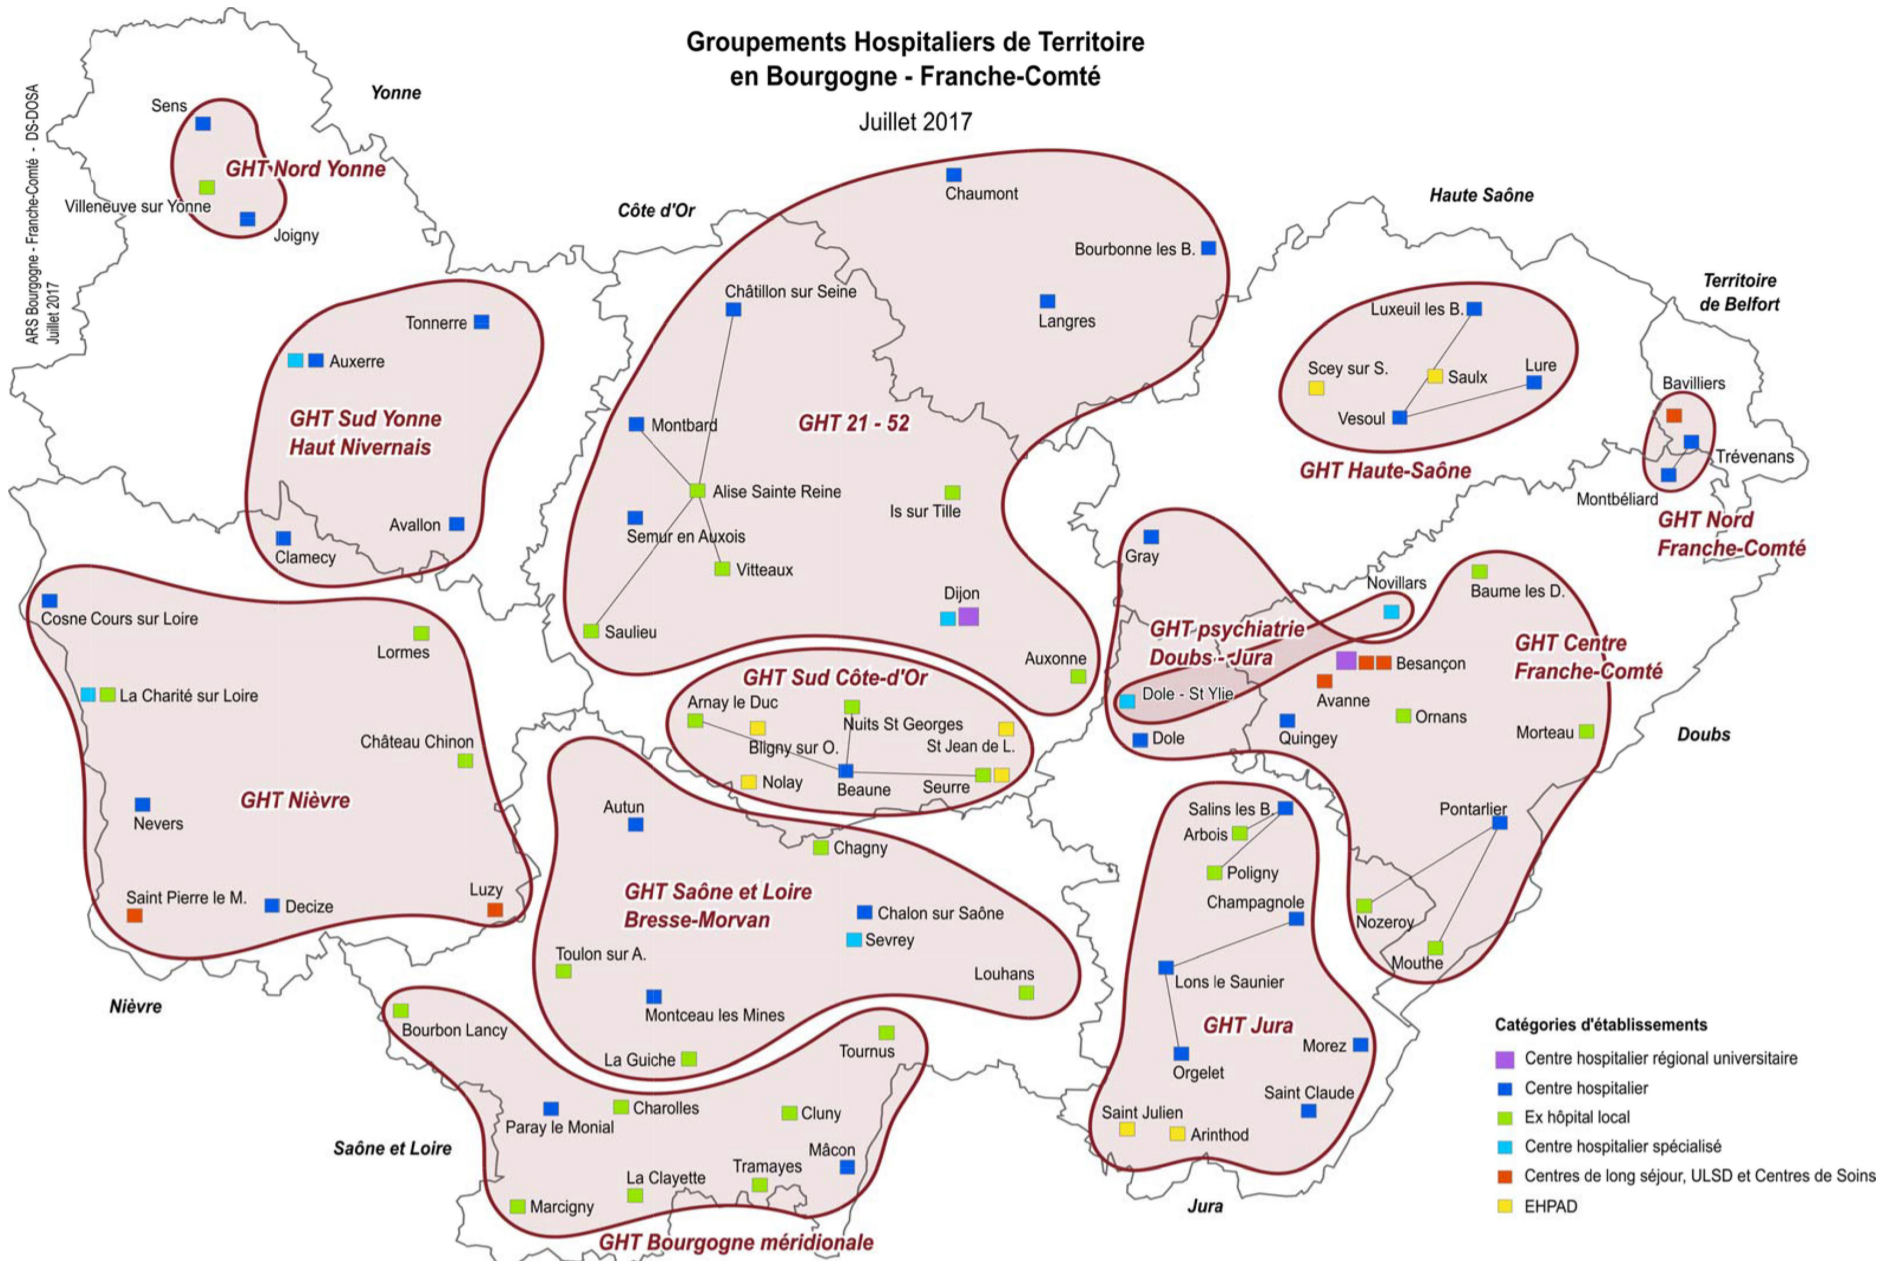 Groupements Hospitaliers de Territoire
en Bourgogne - Franche-Comté
Juillet 2017
ARS Bourgogne - Franche-Comté - DS-DOSA
Juillet 2017
Yonne
Sens
GHT Nord Yonne
Villeneuve sur Yonne
Joigny
Côte d'Or
Chaumont
Bourbonne les B.
Châtillon sur Seine
Langres
Montbard
GHT 21 - 52
Alise Sainte Reine
Is sur Tille
Semur en Auxois
Vitteaux
Dijon
Saulieu
Auxonne
Haute Saône
Territoire
de Belfort
Luxeuil les B.
Scey sur S.
Saulx
Lure
Vesoul
GHT Haute-Saône
Bavilliers
Trévenans
Montbéliard
GHT Nord
Franche-Comté
Tonnerre
Auxerre
GHT Sud Yonne
Haut Nivernais
Avallon
Clamecy
Cosne Cours sur Loire
Lormes
La Charité sur Loire
Château Chinon
GHT Nièvre
Nevers
Saint Pierre le M.
Decize
Luzy
Nièvre
GHT Sud Côte-d'Or
Arnay le Duc
Nuits St Georges
Bligny sur O.
St Jean de L.
Nolay
Beaune
Seurre
Gray
Novillars
Baume les D.
GHT psychiatrie
Doubs - Jura
GHT Centre
Franche-Comté
Besançon
Dole - St Ylie
Avanne
Ornans
Dole
Quingey
Morteau
Doubs
Pontarlier
Nozeroy
Mouthe
Autun
Chagny
GHT Saône et Loire
Bresse-Morvan
Chalon sur Saône
Sevrey
Toulon sur A.
Louhans
Montceau les Mines
La Guiche
Bourbon Lancy
Tournus
Charolles
Cluny
Paray le Monial
Mâcon
Saône et Loire
La Clayette
Tramayes
Marcigny
GHT Bourgogne méridionale
Salins les B.
Arbois
Poligny
Champagnole
Lons le Saunier
GHT Jura
Morez
Orgelet
Saint Claude
Saint Julien
Arinthod
Jura
Catégories d'établissements
Centre hospitalier régional universitaire
Centre hospitalier
Ex hôpital local
Centre hospitalier spécialisé
Centres de long séjour, ULSD et Centres de Soins
EHPAD